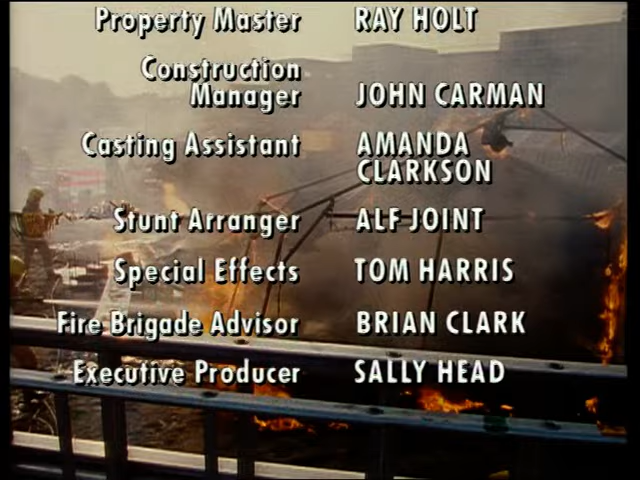 Property Master RAY HOLT
Construction
Manager JOHN CARMAN
Casting Assistant AMANDA
CLARKSON
Stunt Arranger ALF JOINT
Special Effects TOM HARRIS
Fire Brigade Advisor BRIAN CLARK
Executive Producer SALLY HEAD